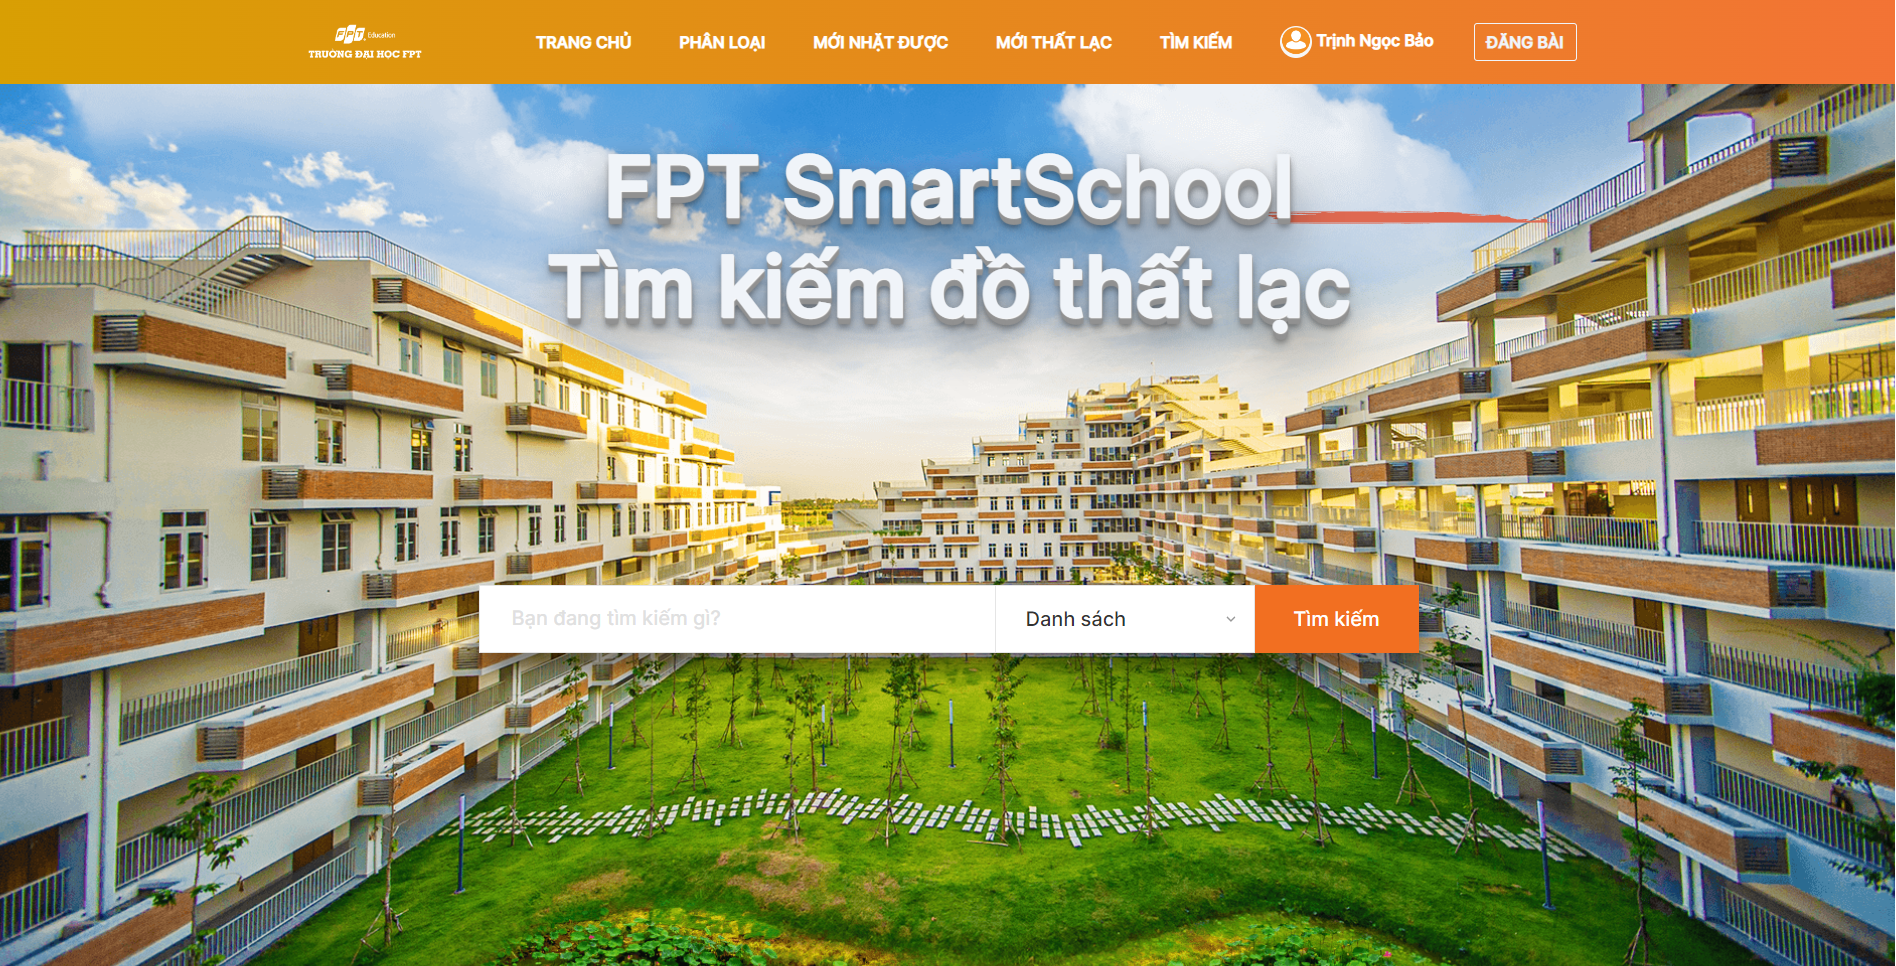 FPT Education
TRƯỜNG ĐẠI HỌC FPT
TRANG CHỦ
PHÂN LOẠI
MỚI NHẶT ĐƯỢC
MỚI THẤT LẠC
TÌM KIẾM
Trịnh Ngọc Bảo
ĐĂNG BÀI
FPT SmartSchool
Tìm kiếm đồ thất lạc
Bạn đang tìm kiếm gì?
Danh sách
Tìm kiếm